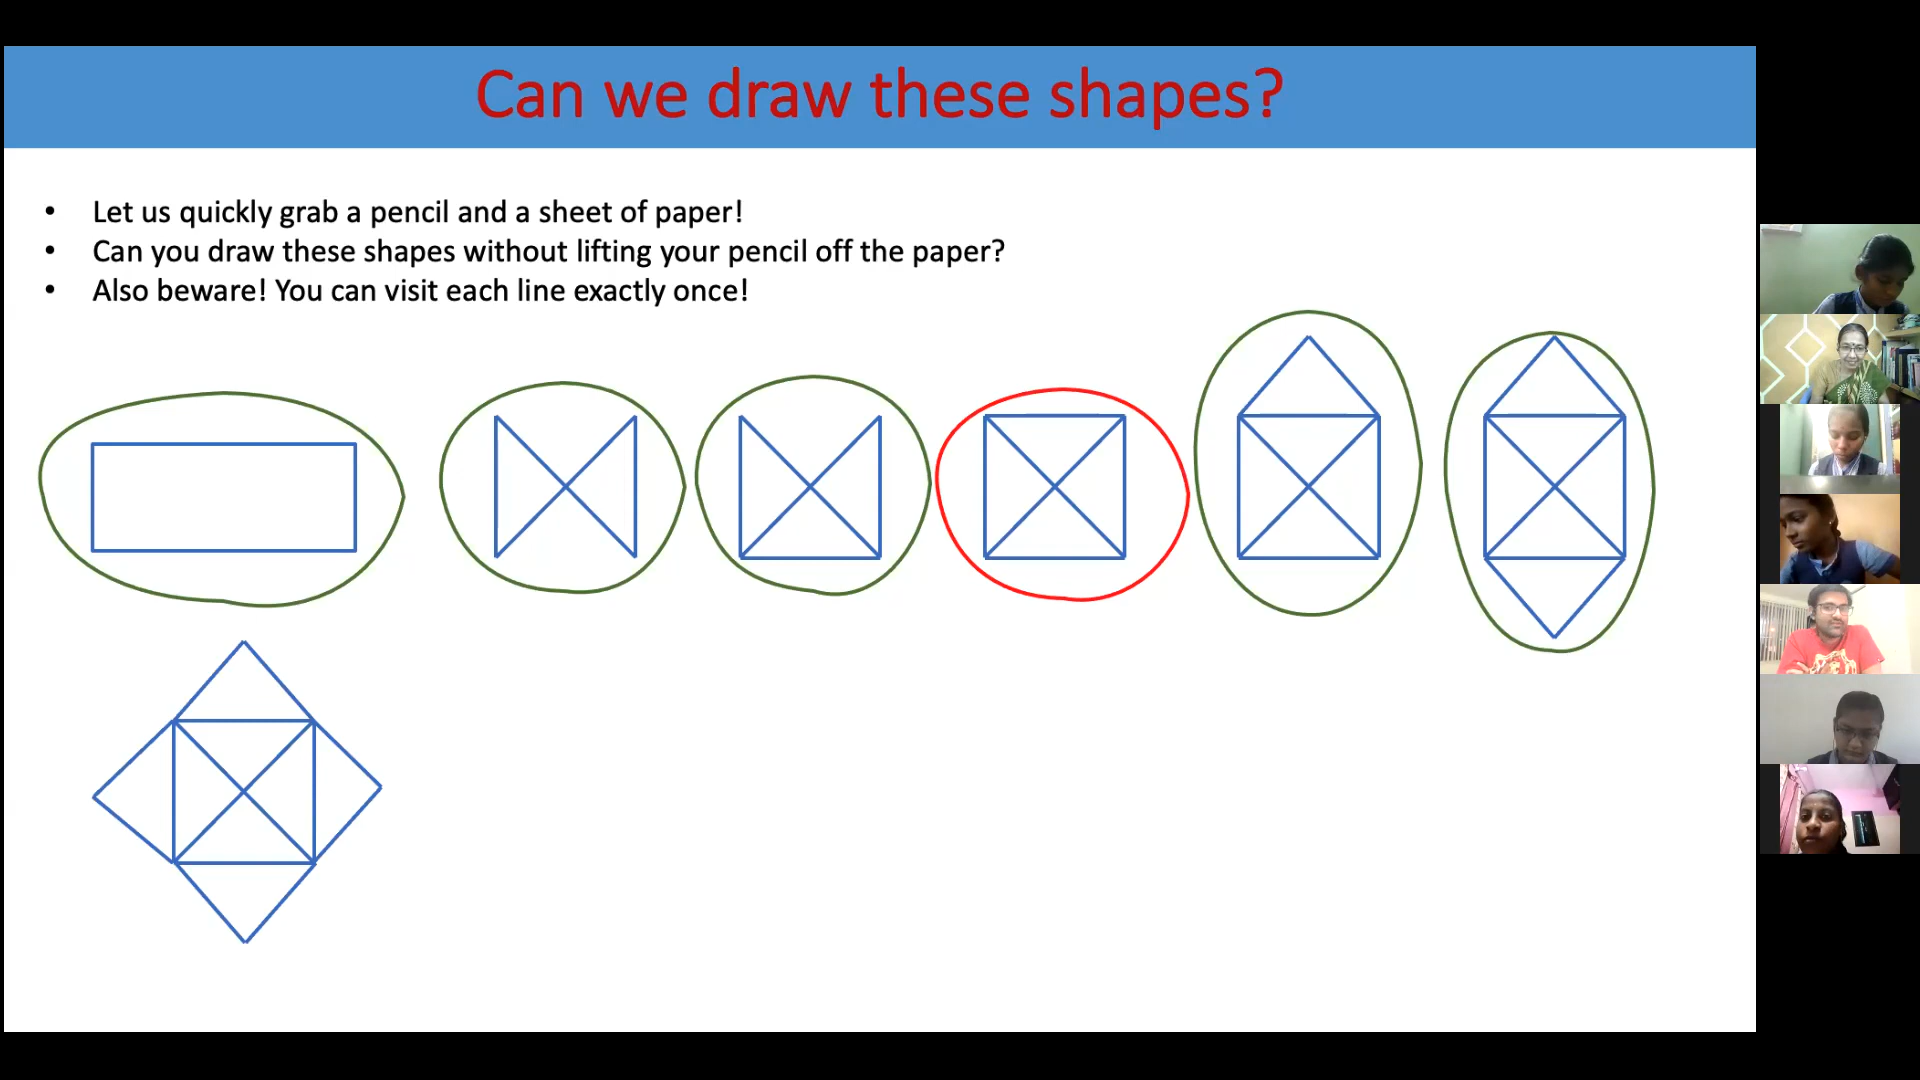 Can we draw these shapes?
• Let us quickly grab a pencil and a sheet of paper!
• Can you draw these shapes without lifting your pencil off the paper?
• Also beware! You can visit each line exactly once!